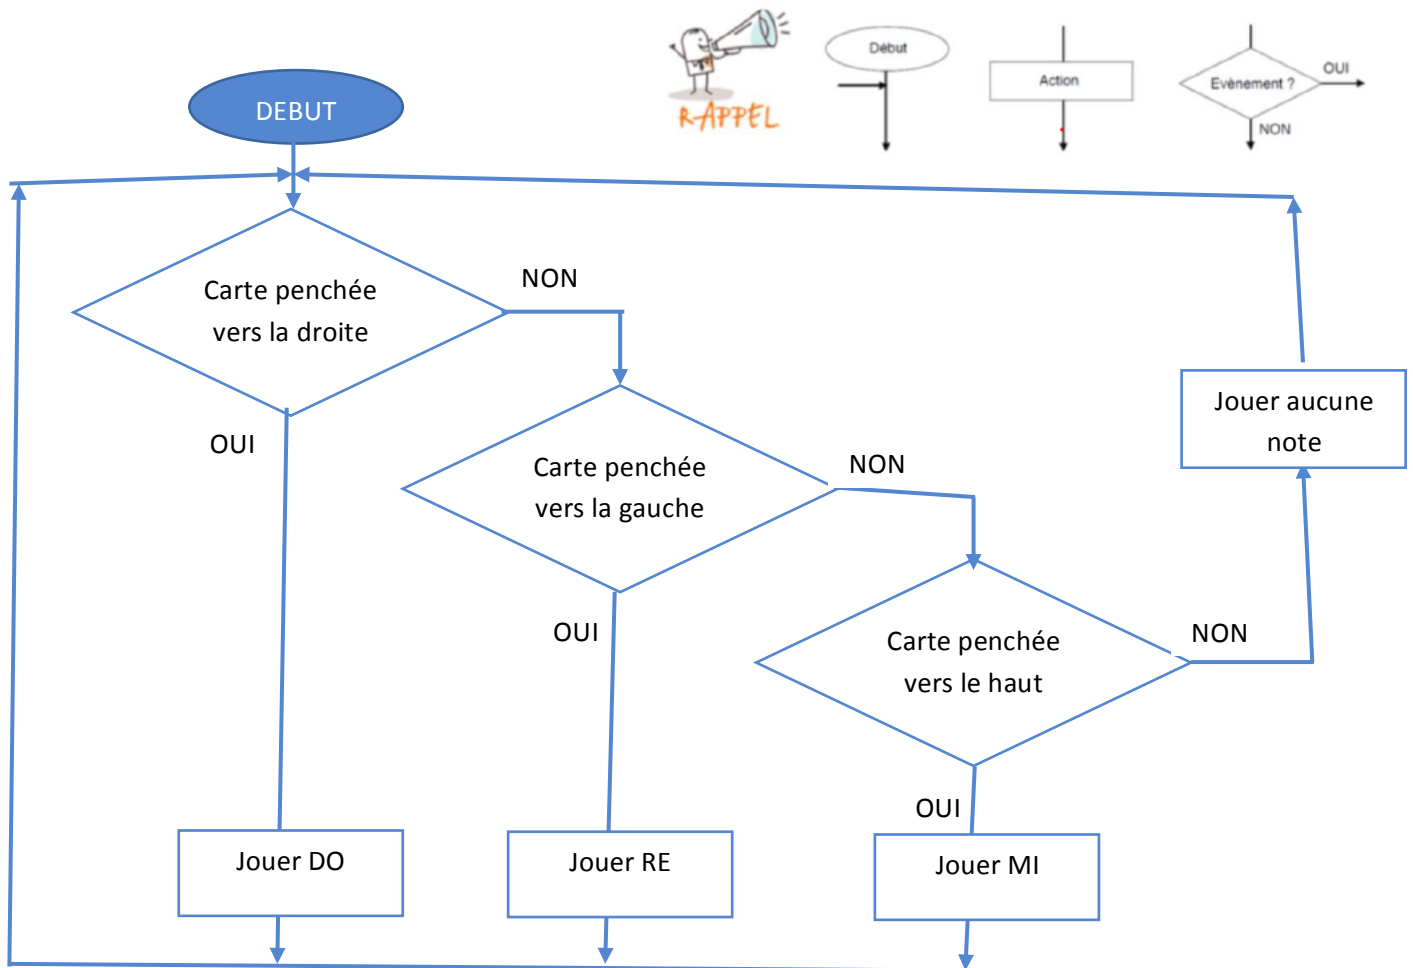 Début
Action
Evènement ?
OUI
NON
RAPPEL
DEBUT
Carte penchée
vers la droite
NON
OUI
Carte penchée
vers la gauche
NON
OUI
Carte penchée
vers le haut
NON
OUI
Jouer aucune
note
Jouer DO
Jouer RE
Jouer MI